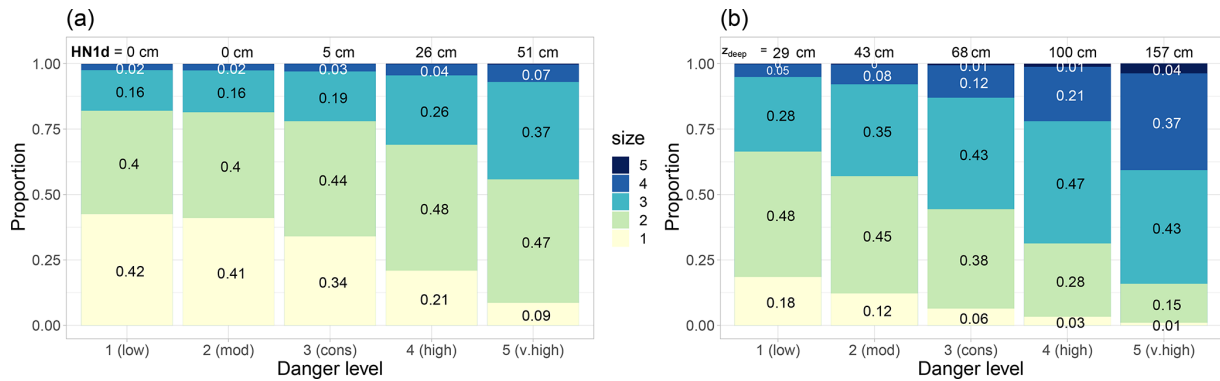 (a)
HN1d = 0 cm 0 cm 5 cm 26 cm 51 cm
1.00 0.02 0.02 0.03 0.04 0.07
0.16 0.16 0.19 0.26 0.37
0.75
0.4 0.4 0.44 0.48 0.47
0.50
0.25
0.42 0.41 0.34 0.21 0.09
0.00
Proportion
1 (low) 2 (mod) 3 (cons) 4 (high) 5 (v.high)
Danger level
size
5
4
3
2
1
(b)
zdeep = 29 cm 43 cm 68 cm 100 cm 157 cm
1.00 0 0 0.01 0.01 0.04
0.05 0.08 0.12 0.21 0.37
0.28 0.35 0.43 0.47 0.43
0.75
0.48 0.45 0.38 0.28 0.15
0.50
0.25
0.18 0.12 0.06 0.03 0.01
0.00
Proportion
1 (low) 2 (mod) 3 (cons) 4 (high) 5 (v.high)
Danger level